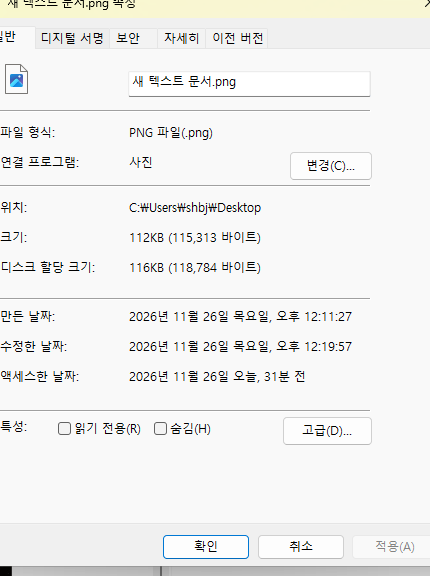 새 텍스트 문서.png 속성
일반 디지털 서명 보안 자세히 이전 버전
새 텍스트 문서.png
파일 형식: PNG 파일(.png)
연결 프로그램: 사진 변경(C)...
위치: C:₩Users₩shbj₩Desktop
크기: 112KB (115,313 바이트)
디스크 할당 크기: 116KB (118,784 바이트)
만든 날짜: 2026년 11월 26일 목요일, 오후 12:11:27
수정한 날짜: 2026년 11월 26일 목요일, 오후 12:19:57
액세스한 날짜: 2026년 11월 26일 오늘, 31분 전
특성: 읽기 전용(R) 숨김(H) 고급(D)...
확인 취소 적용(A)